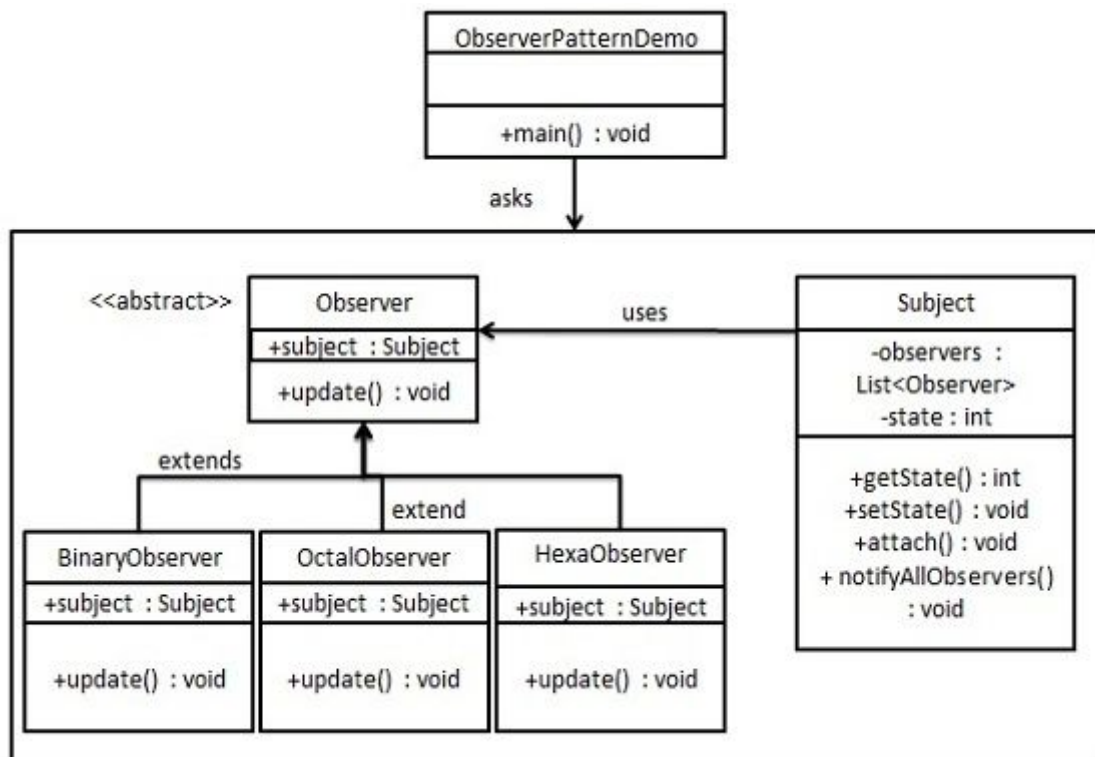 ObserverPatternDemo
+main() : void
asks
<<abstract>>
Observer
+subject : Subject
+update() : void
uses
Subject
-observers :
List<Observer>
-state : int
+getState() : int
+setState() : void
+attach() : void
+ notifyAllObservers()
: void
extends
extend
BinaryObserver
+subject : Subject
+update() : void
OctalObserver
+subject : Subject
+update() : void
HexaObserver
+subject : Subject
+update() : void